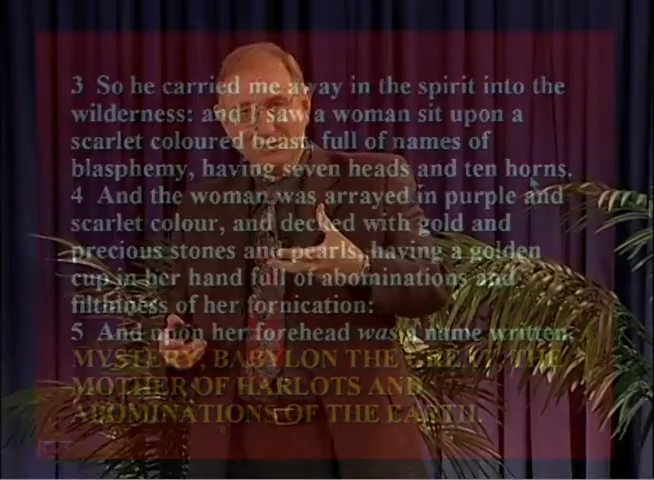 3 So he carried me away in the spirit into the
wilderness: and I saw a woman sit upon a
scarlet coloured beast, full of names of
blasphemy, having seven heads and ten horns.
4 And the woman was arrayed in purple and
scarlet colour, and decked with gold and
precious stones and pearls, having a golden
cup in her hand full of abominations and
filthiness of her fornication:
5 And upon her forehead was a name written,
MYSTERY, BABYLON THE GREAT, THE
MOTHER OF HARLOTS AND
ABOMINATIONS OF THE EARTH.